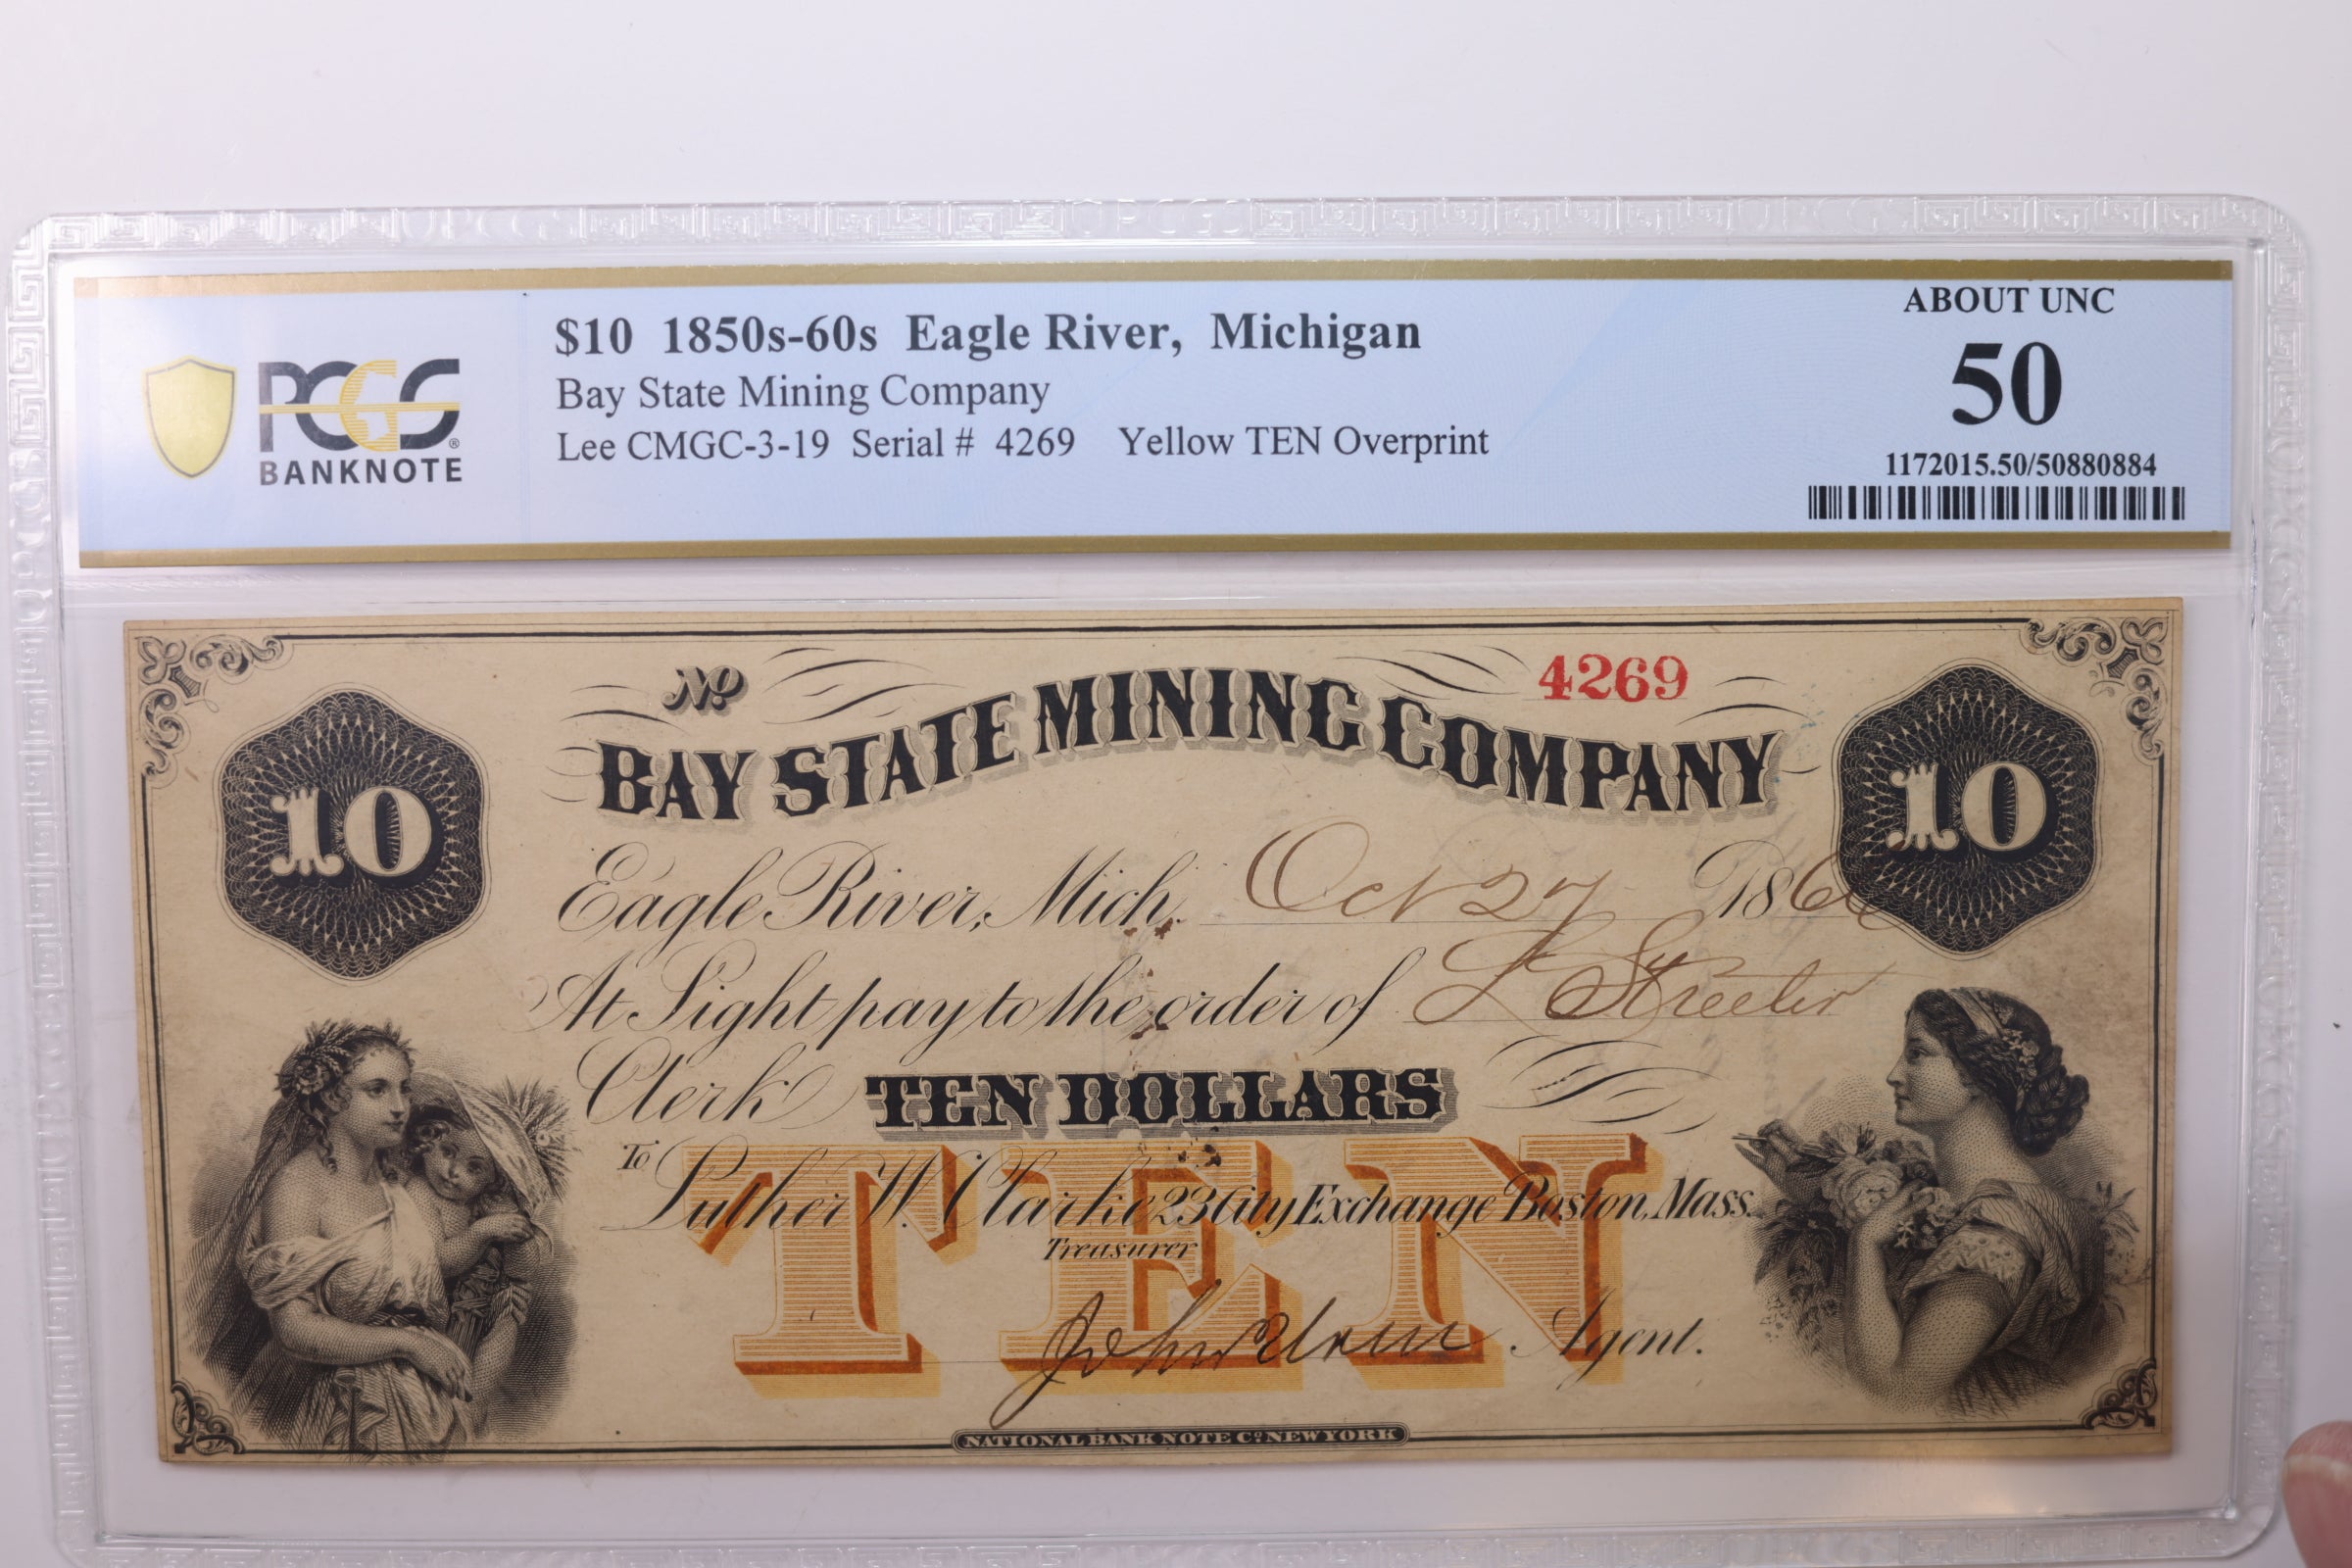 PCGS®
BANKNOTE
$10 1850s-60s Eagle River, Michigan
Bay State Mining Company
Lee CMGC-3-19 Serial # 4269 Yellow TEN Overprint
ABOUT UNC
50
1172015.50/50880884
No 4269
BAY STATE MINING COMPANY
10 10
Eagle River, Mich. Oct 27 1866
At Sight pay to the order of L Streeter
Clerk TEN DOLLARS
To Luther W. Clarke 23 City Exchange Boston, Mass.
Treasurer
TEN
Agent.
NATIONAL BANK NOTE CO. NEW YORK